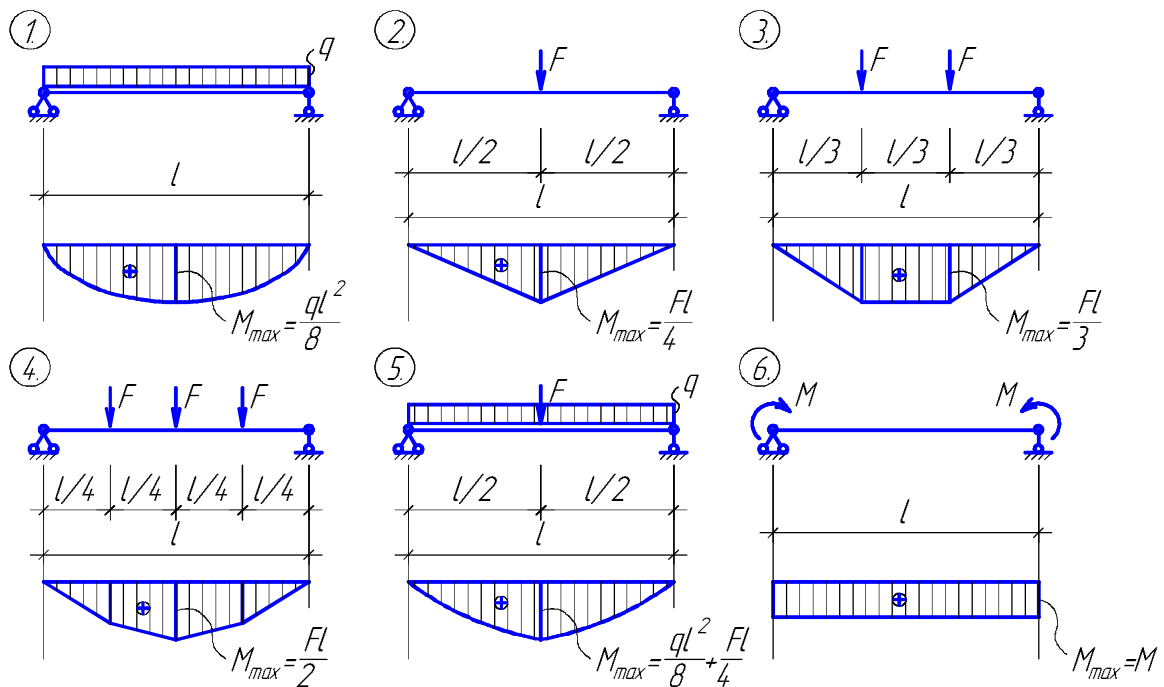 1.
q
l
M_max = ql²/8
2.
F
l/2 l/2
l
M_max = Fl/4
3.
F F
l/3 l/3 l/3
l
M_max = Fl/3
4.
F F F
l/4 l/4 l/4 l/4
l
M_max = Fl/2
5.
F q
l/2 l/2
l
M_max = ql²/8 + Fl/4
6.
M M
l
M_max = M